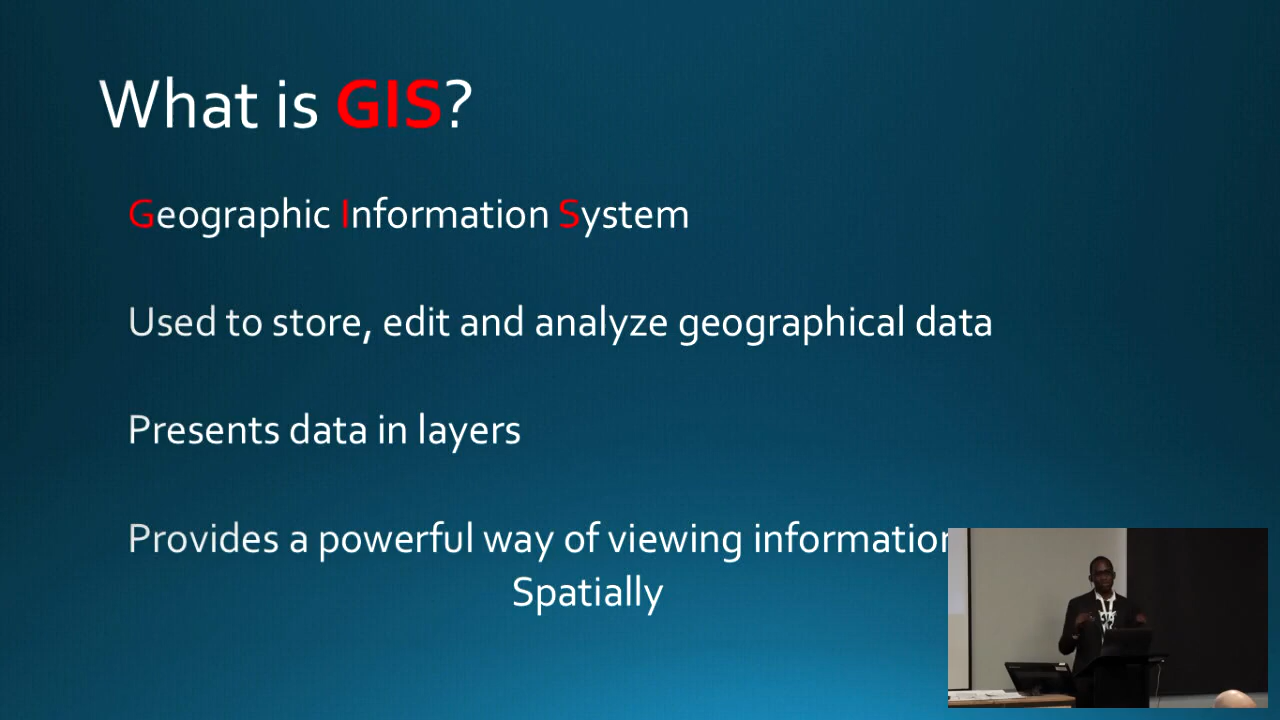 What is GIS?
Geographic Information System
Used to store, edit and analyze geographical data
Presents data in layers
Provides a powerful way of viewing information
Spatially